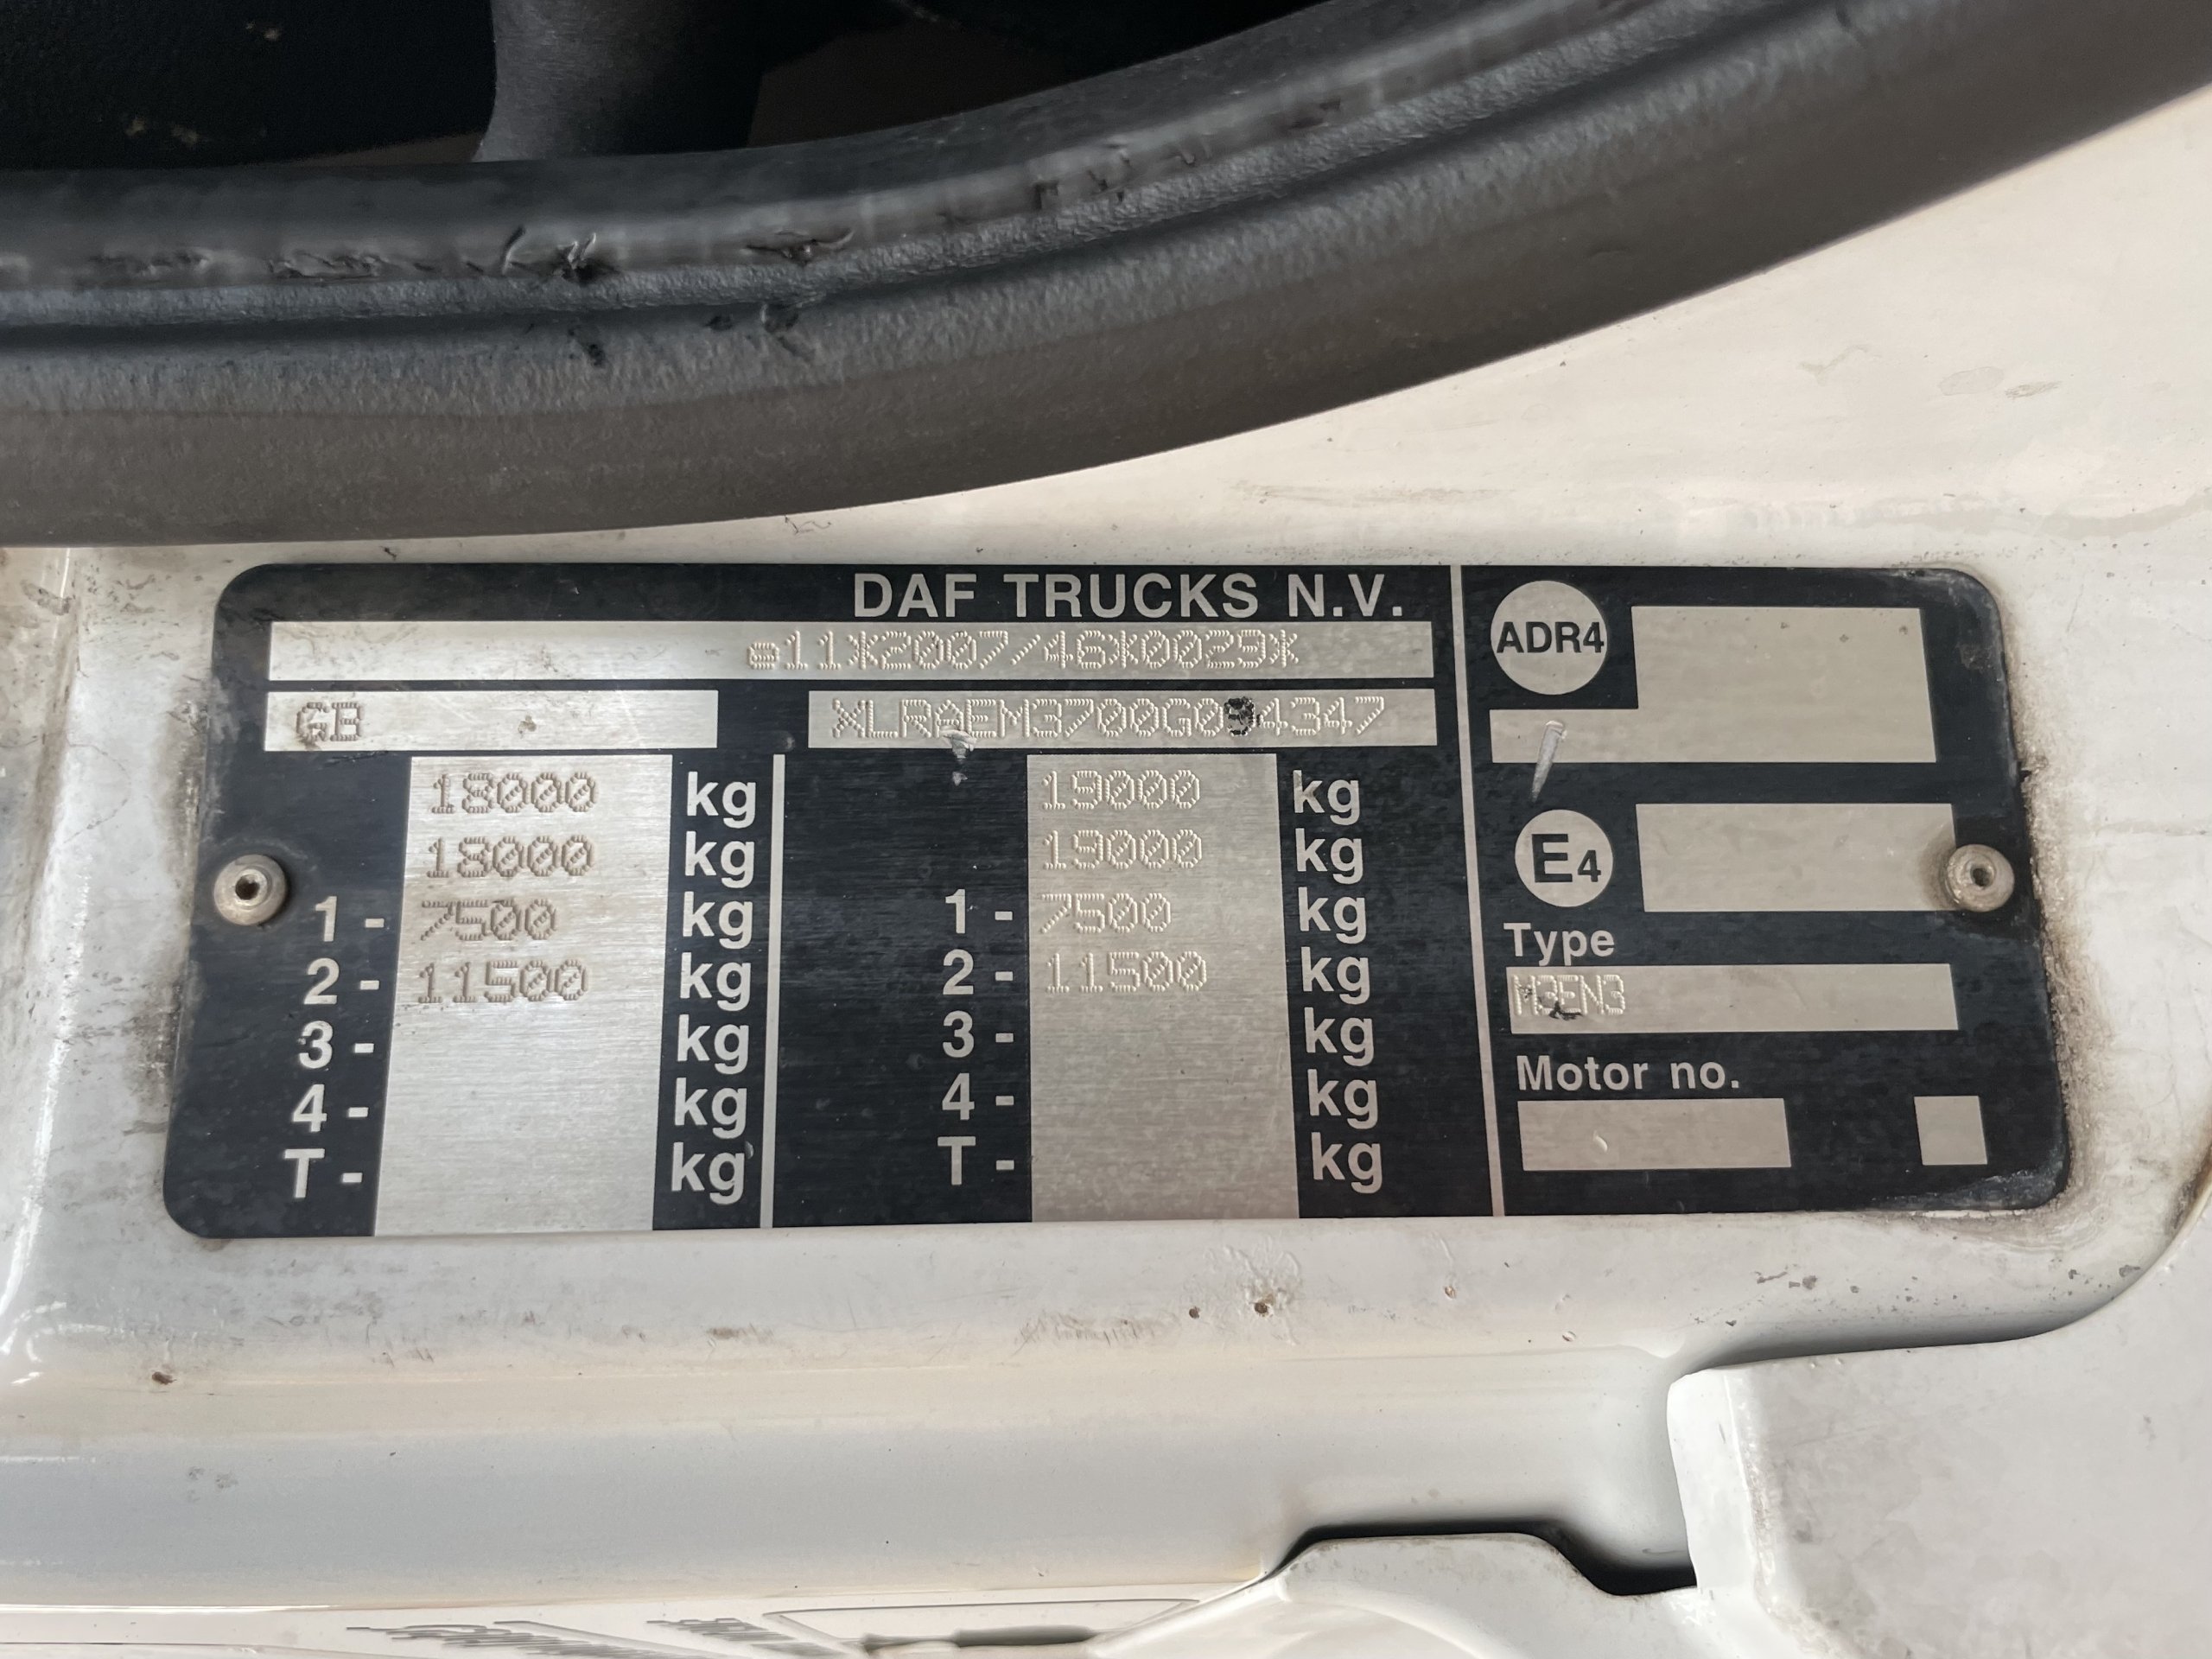 DAF TRUCKS N.V.
e11*2007/46*0029*
GB XLRAEM3700G094347
18000 kg 19000 kg
18000 kg 19000 kg
1 - 7500 kg 1 - 7500 kg
2 - 11500 kg 2 - 11500 kg
3 - kg 3 - kg
4 - kg 4 - kg
T - kg T - kg
ADR4
E4
Type
M3EN3
Motor no.